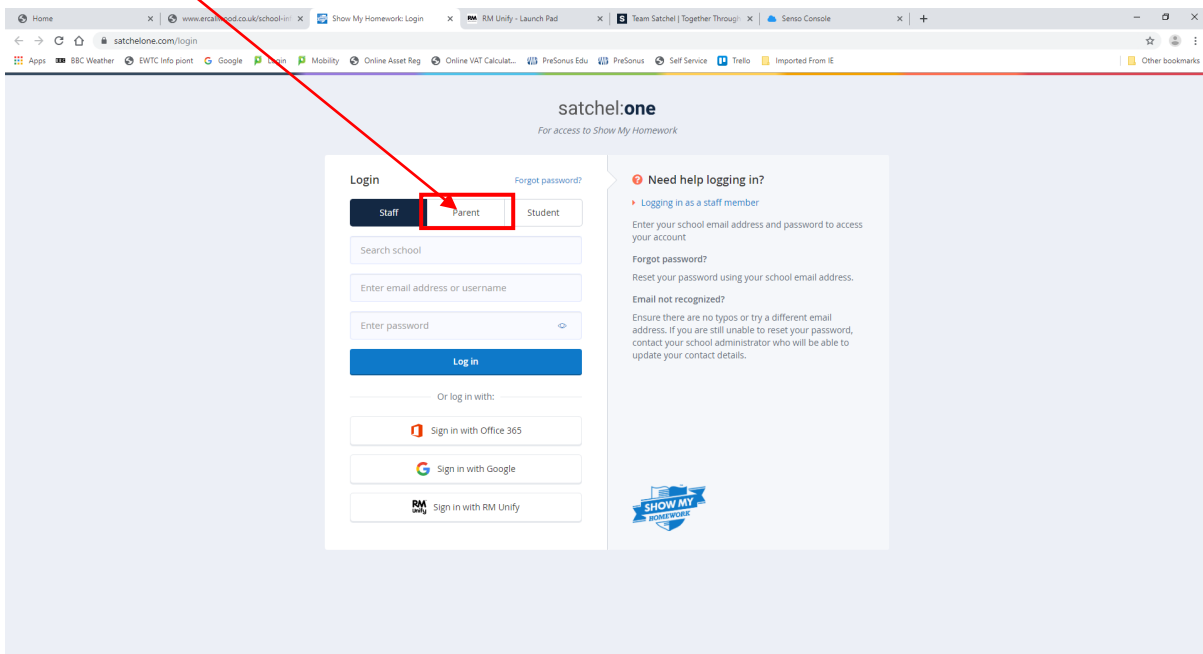 Home
www.ercallwood.co.uk/school-inf
Show My Homework: Login
RM Unify - Launch Pad
Team Satchel | Together Through
Senso Console
satchelone.com/login
Apps
BBC Weather
EWTC Info piont
Google
Login
Mobility
Online Asset Reg
Online VAT Calculat...
PreSonus Edu
PreSonus
Self Service
Trello
Imported From IE
Other bookmarks
satchel:one
For access to Show My Homework
Login
Forgot password?
Staff
Parent
Student
Search school
Enter email address or username
Enter password
Log in
Or log in with:
Sign in with Office 365
Sign in with Google
RM Unify
Sign in with RM Unify
Need help logging in?
Logging in as a staff member
Enter your school email address and password to access
your account
Forgot password?
Reset your password using your school email address.
Email not recognized?
Ensure there are no typos or try a different email
address. If you are still unable to reset your password,
contact your school administrator who will be able to
update your contact details.
SHOW MY
HOMEWORK